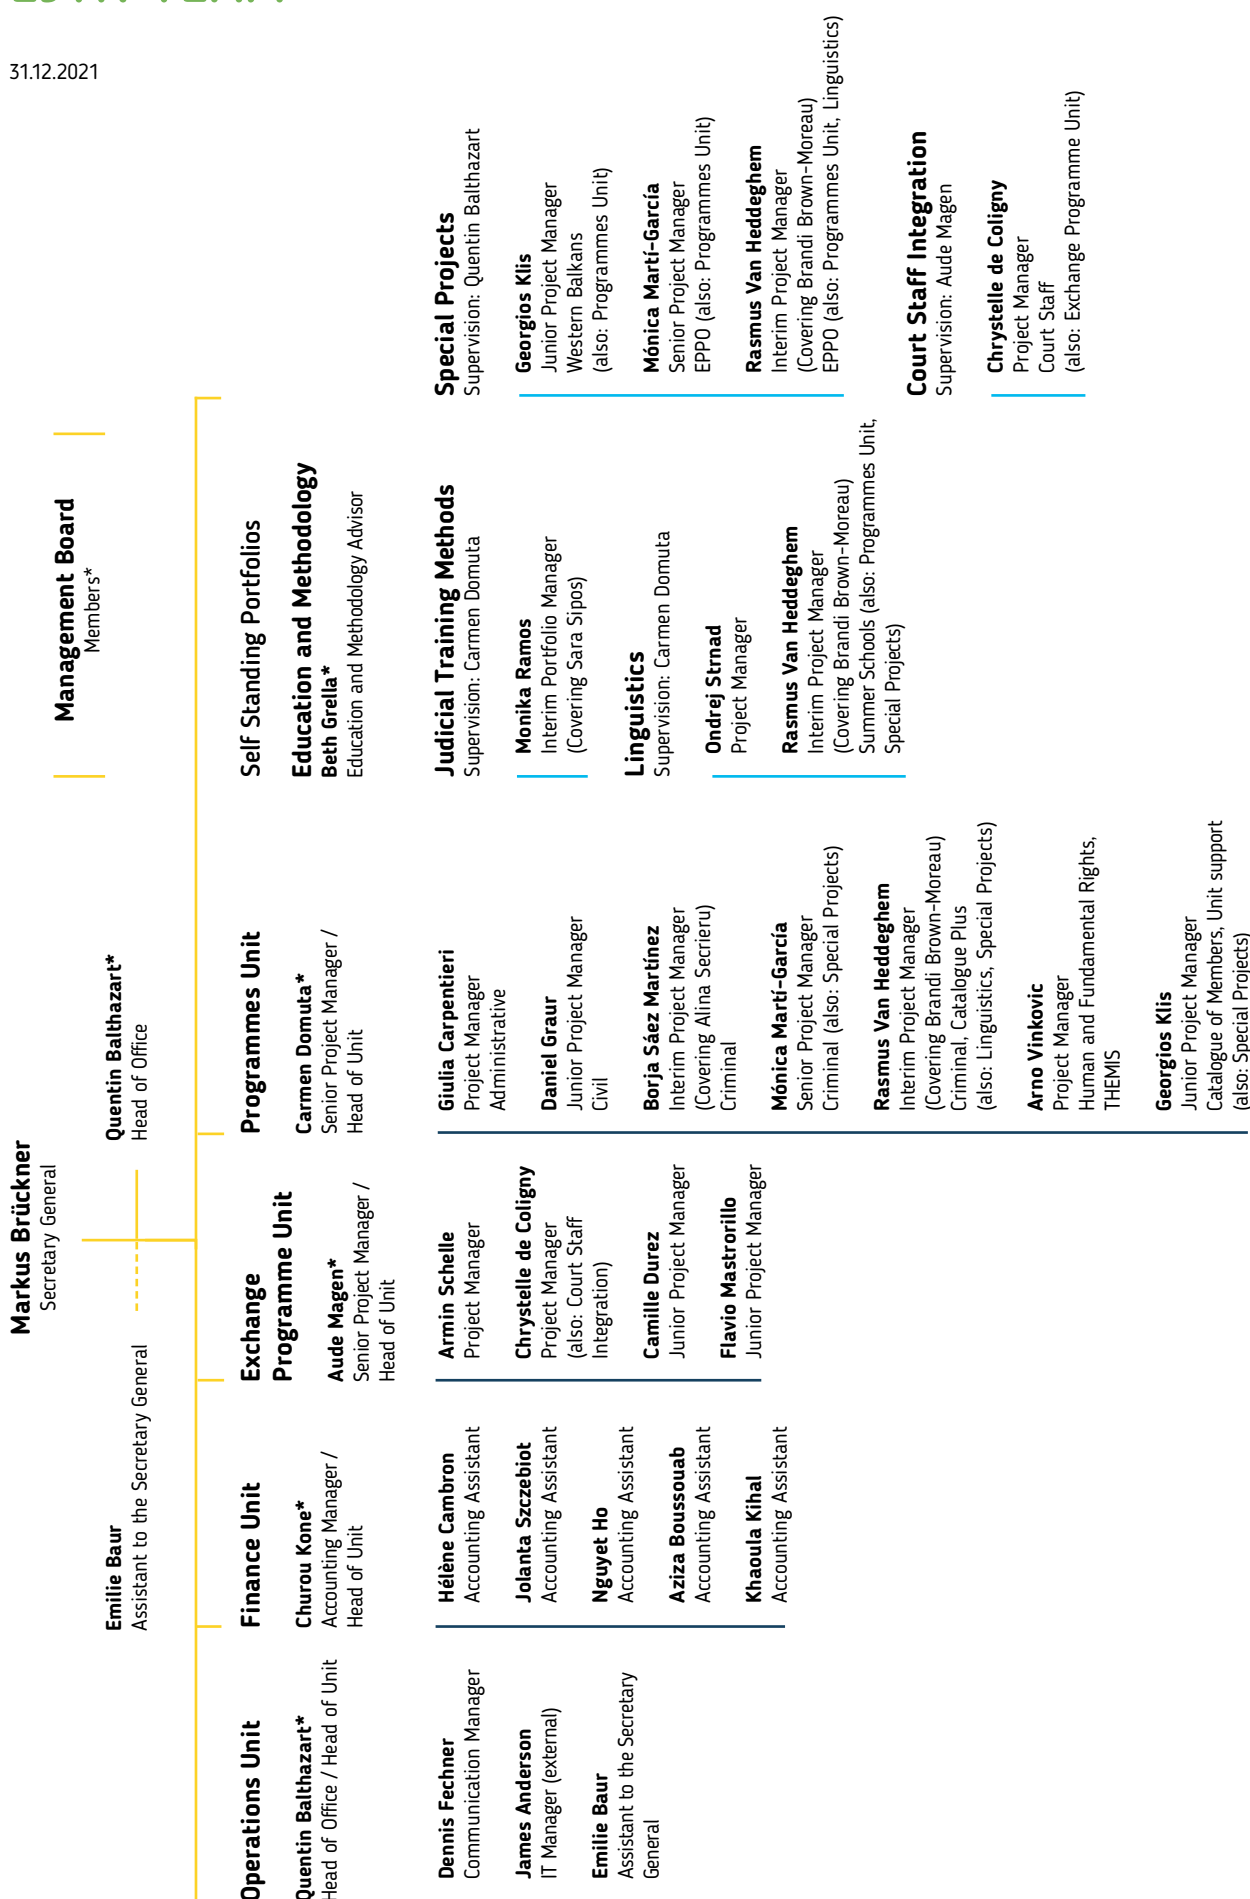 31.12.2021
Markus Brückner
Secretary General
Management Board
Members*
Emilie Baur
Assistant to the Secretary General
Quentin Balthazart*
Head of Office
Operations Unit
Quentin Balthazart*
Head of Office / Head of Unit
Dennis Fechner
Communication Manager
James Anderson
IT Manager (external)
Emilie Baur
Assistant to the Secretary
General
Finance Unit
Churou Kone*
Accounting Manager /
Head of Unit
Hélène Cambron
Accounting Assistant
Jolanta Szczebiot
Accounting Assistant
Nguyet Ho
Accounting Assistant
Aziza Boussouab
Accounting Assistant
Khaoula Kihal
Accounting Assistant
Exchange
Programme Unit
Aude Magen*
Senior Project Manager /
Head of Unit
Armin Schelle
Project Manager
Chrystelle de Coligny
Project Manager
(also: Court Staff
Integration)
Camille Durez
Junior Project Manager
Flavio Mastrorillo
Junior Project Manager
Programmes Unit
Carmen Domuta*
Senior Project Manager /
Head of Unit
Giulia Carpentieri
Project Manager
Administrative
Daniel Graur
Junior Project Manager
Civil
Borja Sáez Martínez
Interim Project Manager
(Covering Alina Secrieru)
Criminal
Mónica Martí-García
Senior Project Manager
Criminal (also: Special Projects)
Rasmus Van Heddeghem
Interim Project Manager
(Covering Brandi Brown-Moreau)
Criminal, Catalogue Plus
(also: Linguistics, Special Projects)
Arno Vinkovic
Project Manager
Human and Fundamental Rights,
THEMIS
Georgios Klis
Junior Project Manager
Catalogue of Members, Unit support
(also: Special Projects)
Self Standing Portfolios
Education and Methodology
Beth Grella*
Education and Methodology Advisor
Judicial Training Methods
Supervision: Carmen Domuta
Monika Ramos
Interim Portfolio Manager
(Covering Sara Sipos)
Linguistics
Supervision: Carmen Domuta
Ondrej Strnad
Project Manager
Rasmus Van Heddeghem
Interim Project Manager
(Covering Brandi Brown-Moreau)
Summer Schools (also: Programmes Unit,
Special Projects)
Special Projects
Supervision: Quentin Balthazart
Georgios Klis
Junior Project Manager
Western Balkans
(also: Programmes Unit)
Mónica Martí-García
Senior Project Manager
EPPO (also: Programmes Unit)
Rasmus Van Heddeghem
Interim Project Manager
(Covering Brandi Brown-Moreau)
EPPO (also: Programmes Unit, Linguistics)
Court Staff Integration
Supervision: Aude Magen
Chrystelle de Coligny
Project Manager
Court Staff
(also: Exchange Programme Unit)